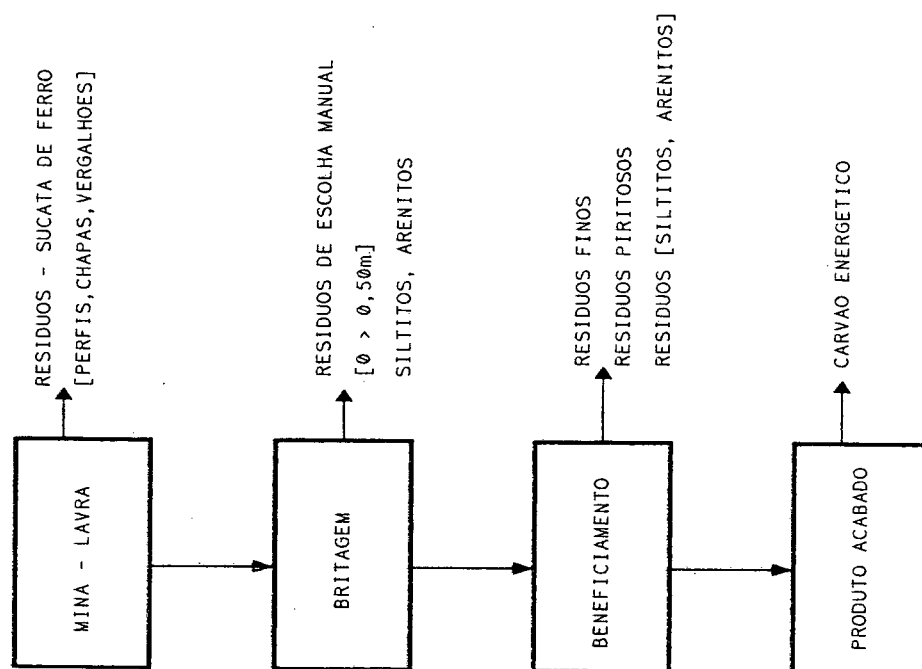 MINA - LAVRA
RESIDUOS - SUCATA DE FERRO
[PERFIS,CHAPAS,VERGALHOES]
BRITAGEM
RESIDUOS DE ESCOLHA MANUAL
[Ø > 0,50m]
SILTITOS, ARENITOS
BENEFICIAMENTO
RESIDUOS FINOS
RESIDUOS PIRITOSOS
RESIDUOS [SILTITOS, ARENITOS]
PRODUTO ACABADO
CARVAO ENERGETICO